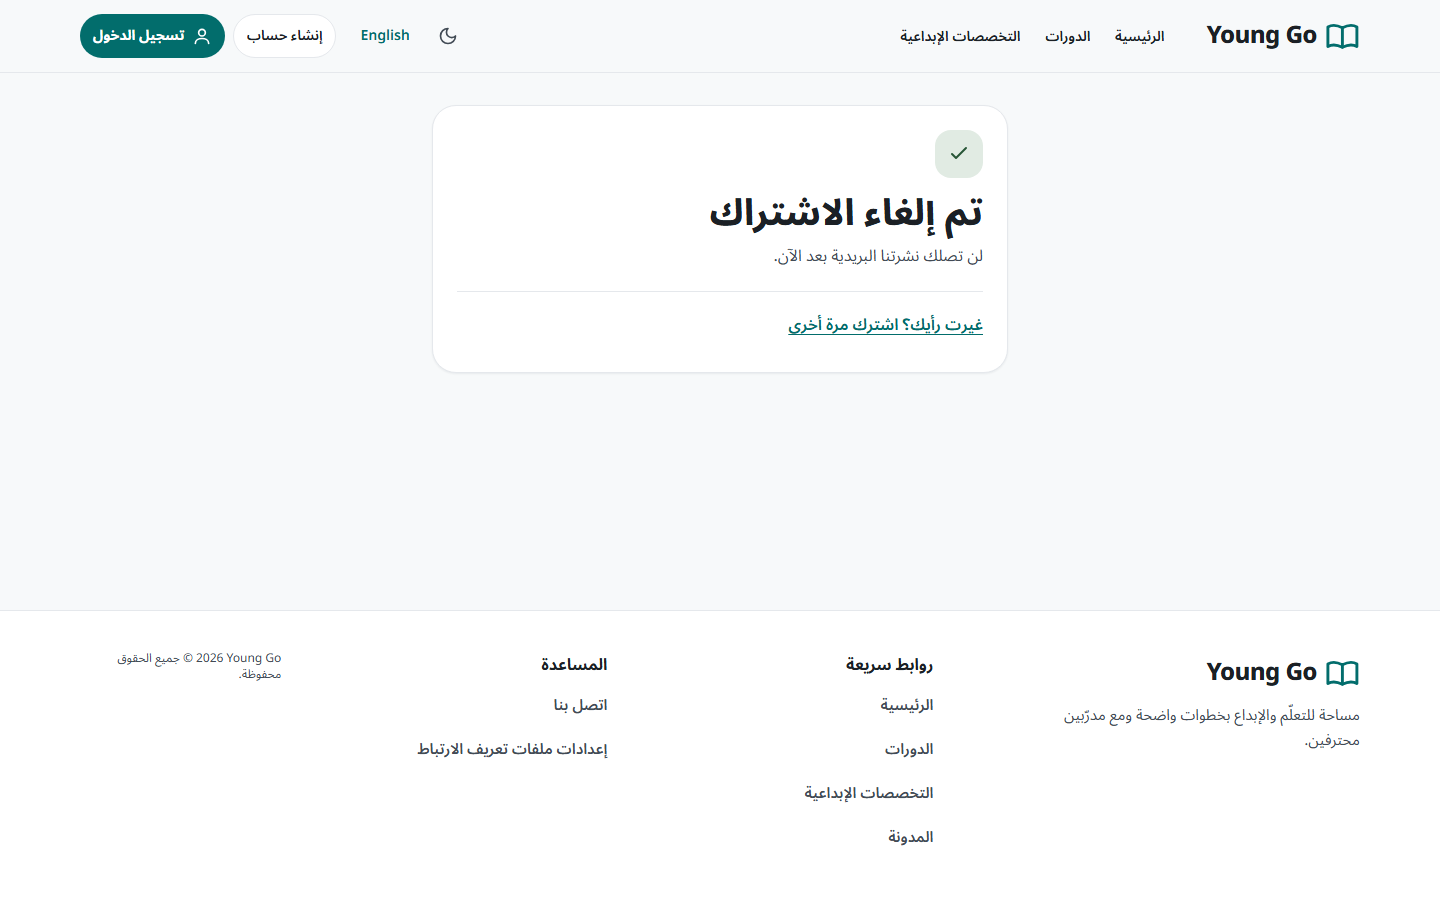 Young Go
الرئيسية
الدورات
التخصصات الإبداعية
English
إنشاء حساب
تسجيل الدخول
تم إلغاء الاشتراك
لن تصلك نشرتنا البريدية بعد الآن.
غيرت رأيك؟ اشترك مرة أخرى
Young Go
مساحة للتعلّم والإبداع بخطوات واضحة ومع مدرّبين
محترفين.
روابط سريعة
الرئيسية
الدورات
التخصصات الإبداعية
المدونة
المساعدة
اتصل بنا
إعدادات ملفات تعريف الارتباط
Young Go 2026 © جميع الحقوق
محفوظة.